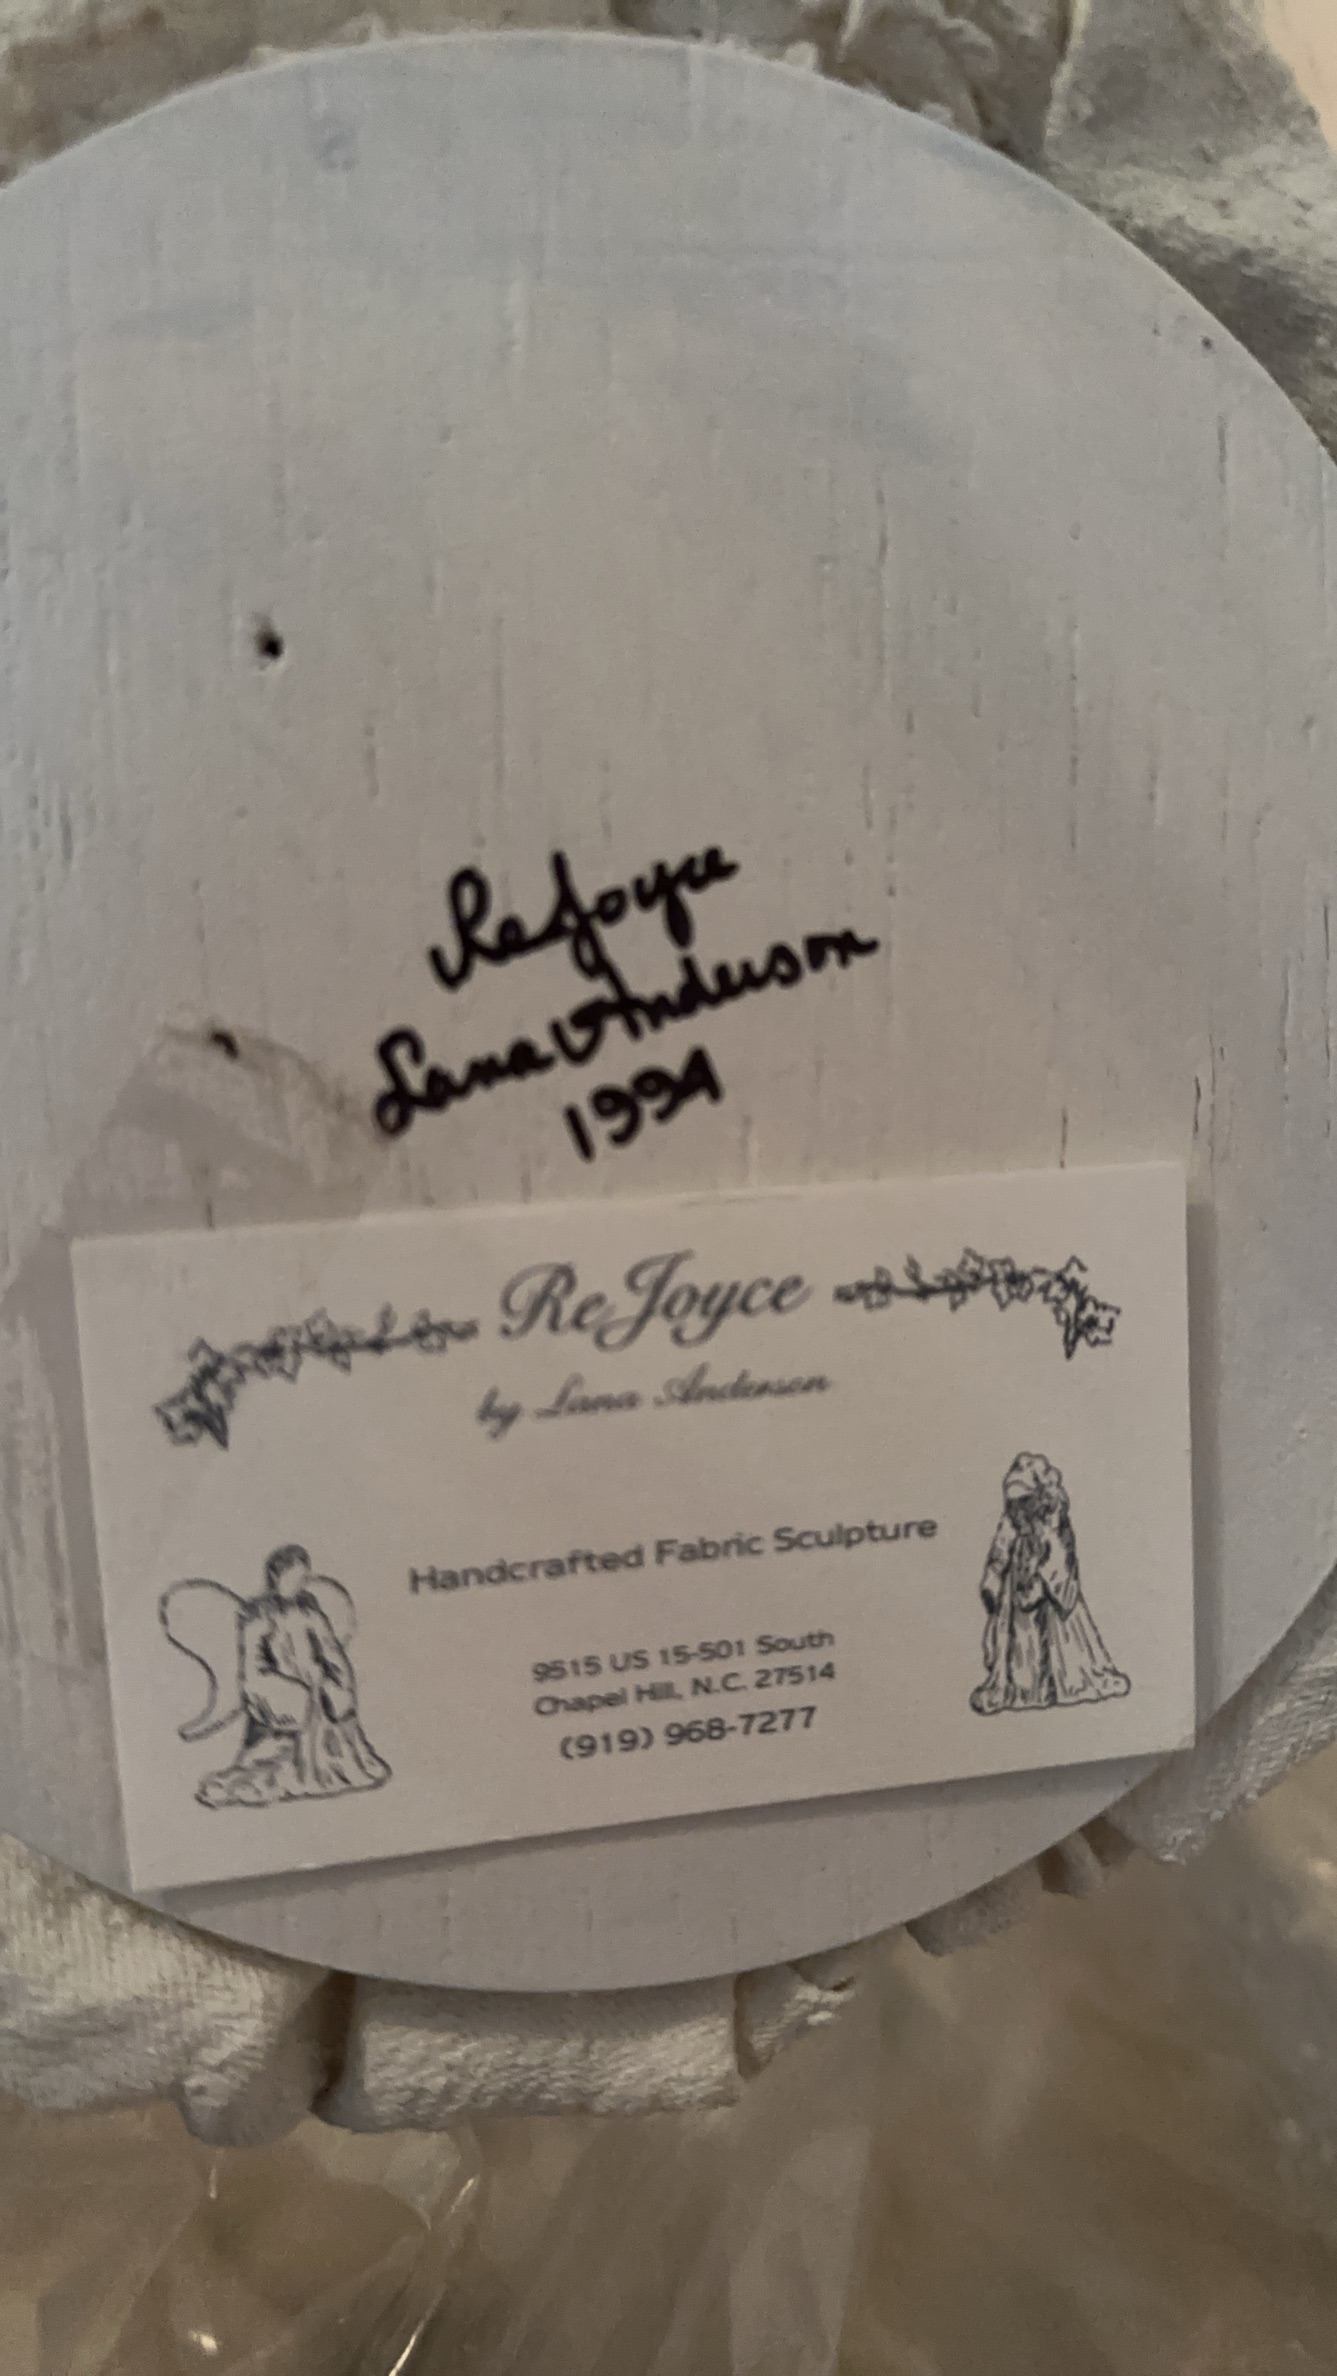 ReJoyce
Lana Anderson
1994
ReJoyce
by Lana Anderson
Handcrafted Fabric Sculpture
9515 US 15-501 South
Chapel Hill, N.C. 27514
(919) 968-7277